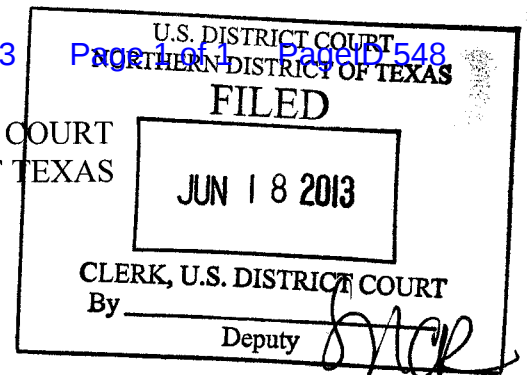 U.S. DISTRICT COURT
3 Page 1 of 1 PageID 548
NORTHERN DISTRICT OF TEXAS
FILED
COURT
TEXAS
JUN 18 2013
CLERK, U.S. DISTRICT COURT
By
Deputy